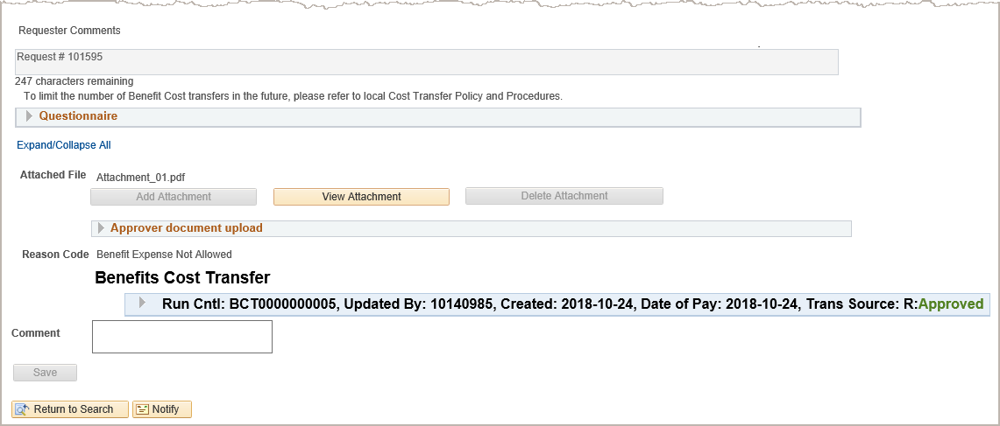 Requester Comments
Request # 101595
247 characters remaining
To limit the number of Benefit Cost transfers in the future, please refer to local Cost Transfer Policy and Procedures.
Questionnaire
Expand/Collapse All
Attached File Attachment_01.pdf
Add Attachment View Attachment Delete Attachment
Approver document upload
Reason Code Benefit Expense Not Allowed
Benefits Cost Transfer
Run Cntl: BCT0000000005, Updated By: 10140985, Created: 2018-10-24, Date of Pay: 2018-10-24, Trans Source: R:Approved
Comment
Save
Return to Search Notify